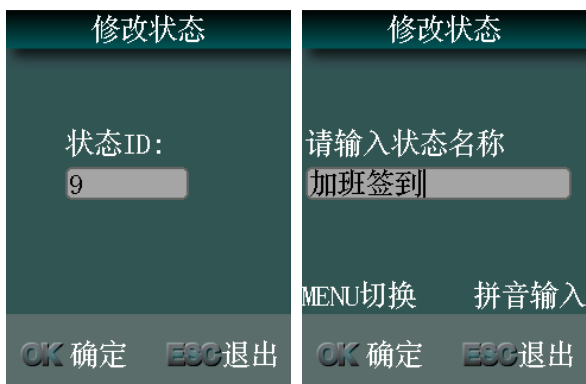 修改状态
状态ID:
9
OK 确定 ESC退出
修改状态
请输入状态名称
加班签到
MENU切换 拼音输入
OK 确定 ESC退出